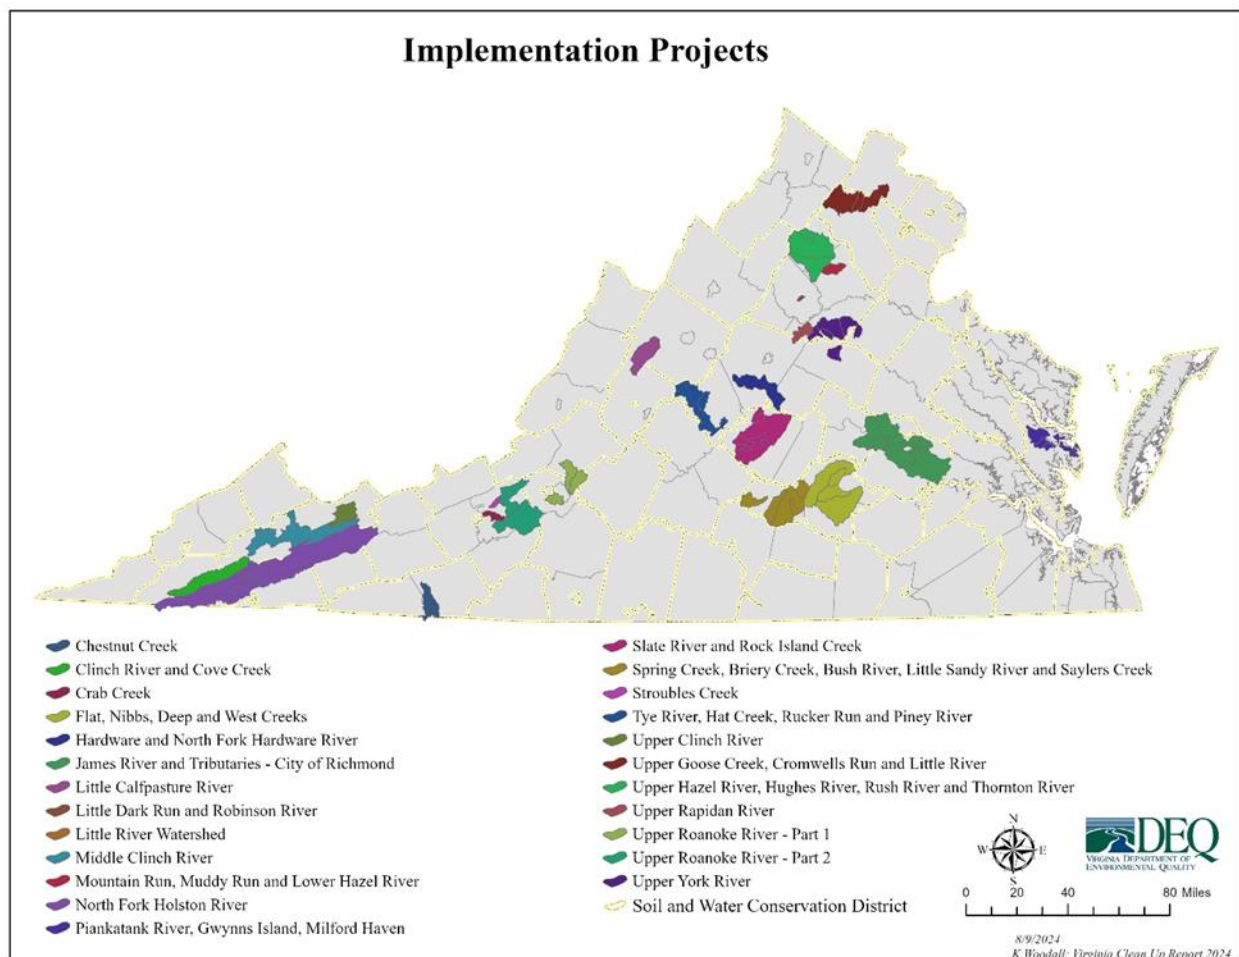 Implementation Projects
Chestnut Creek
Clinch River and Cove Creek
Crab Creek
Flat, Nibbs, Deep and West Creeks
Hardware and North Fork Hardware River
James River and Tributaries - City of Richmond
Little Calfpasture River
Little Dark Run and Robinson River
Little River Watershed
Middle Clinch River
Mountain Run, Muddy Run and Lower Hazel River
North Fork Holston River
Piankatank River, Gwynns Island, Milford Haven
Slate River and Rock Island Creek
Spring Creek, Briery Creek, Bush River, Little Sandy River and Saylers Creek
Stroubles Creek
Tye River, Hat Creek, Rucker Run and Piney River
Upper Clinch River
Upper Goose Creek, Cromwells Run and Little River
Upper Hazel River, Hughes River, Rush River and Thornton River
Upper Rapidan River
Upper Roanoke River - Part 1
Upper Roanoke River - Part 2
Upper York River
Soil and Water Conservation District
N
W E
S
DEQ
VIRGINIA DEPARTMENT OF
ENVIRONMENTAL QUALITY
0 20 40 80 Miles
8/9/2024
K Woodall: Virginia Clean Up Report 2024